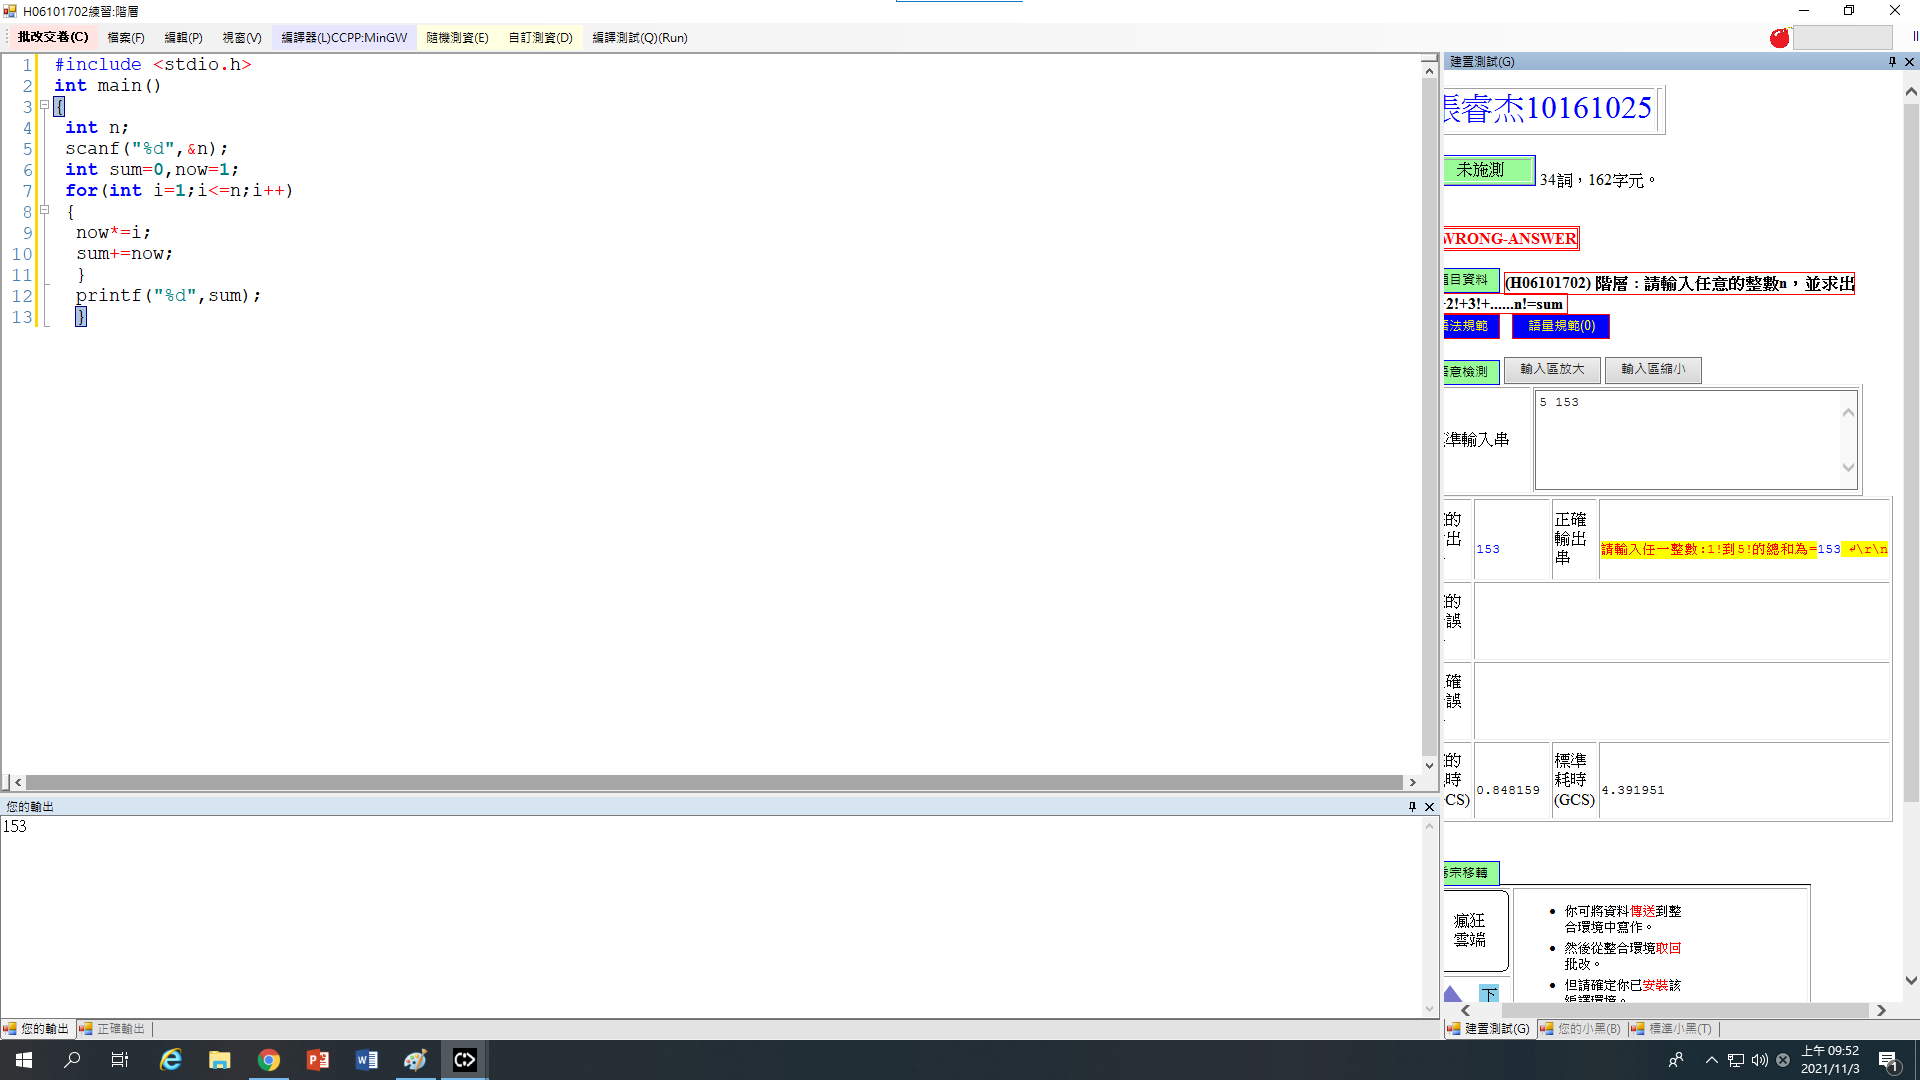 H06101702練習:階層
批改交卷(C) 檔案(F) 編輯(P) 視窗(V) 編譯器(L)CCPP:MinGW 隨機測資(E) 自訂測資(D) 編譯測試(Q)(Run)
1 #include <stdio.h>
2 int main()
3 {
4 int n;
5 scanf("%d",&n);
6 int sum=0,now=1;
7 for(int i=1;i<=n;i++)
8 {
9 now*=i;
10 sum+=now;
11 }
12 printf("%d",sum);
13 }
您的輸出
153
您的輸出 正確輸出
建置測試(G)
張睿杰10161025
未施測 34詞，162字元。
WRONG-ANSWER
題目資料 (H06101702) 階層：請輸入任意的整數n，並求出
+2!+3!+......n!=sum
語法規範 語量規範(0)
語意檢測 輸入區放大 輸入區縮小
標準輸入串
5 153
的
出
153
正確
輸出
串
請輸入任一整數:1!到5!的總和為=153 ↲\r\n
的
誤
確
誤
的
時
CS)
0.848159
標準
耗時
(GCS)
4.391951
宗移轉
瘋狂
雲端
你可將資料傳送到整
合環境中寫作。
然後從整合環境取回
批改。
但請確定你已安裝該
編譯環境。
下
建置測試(G) 您的小黑(B) 標準小黑(T)
上午 09:52
2021/11/3
1